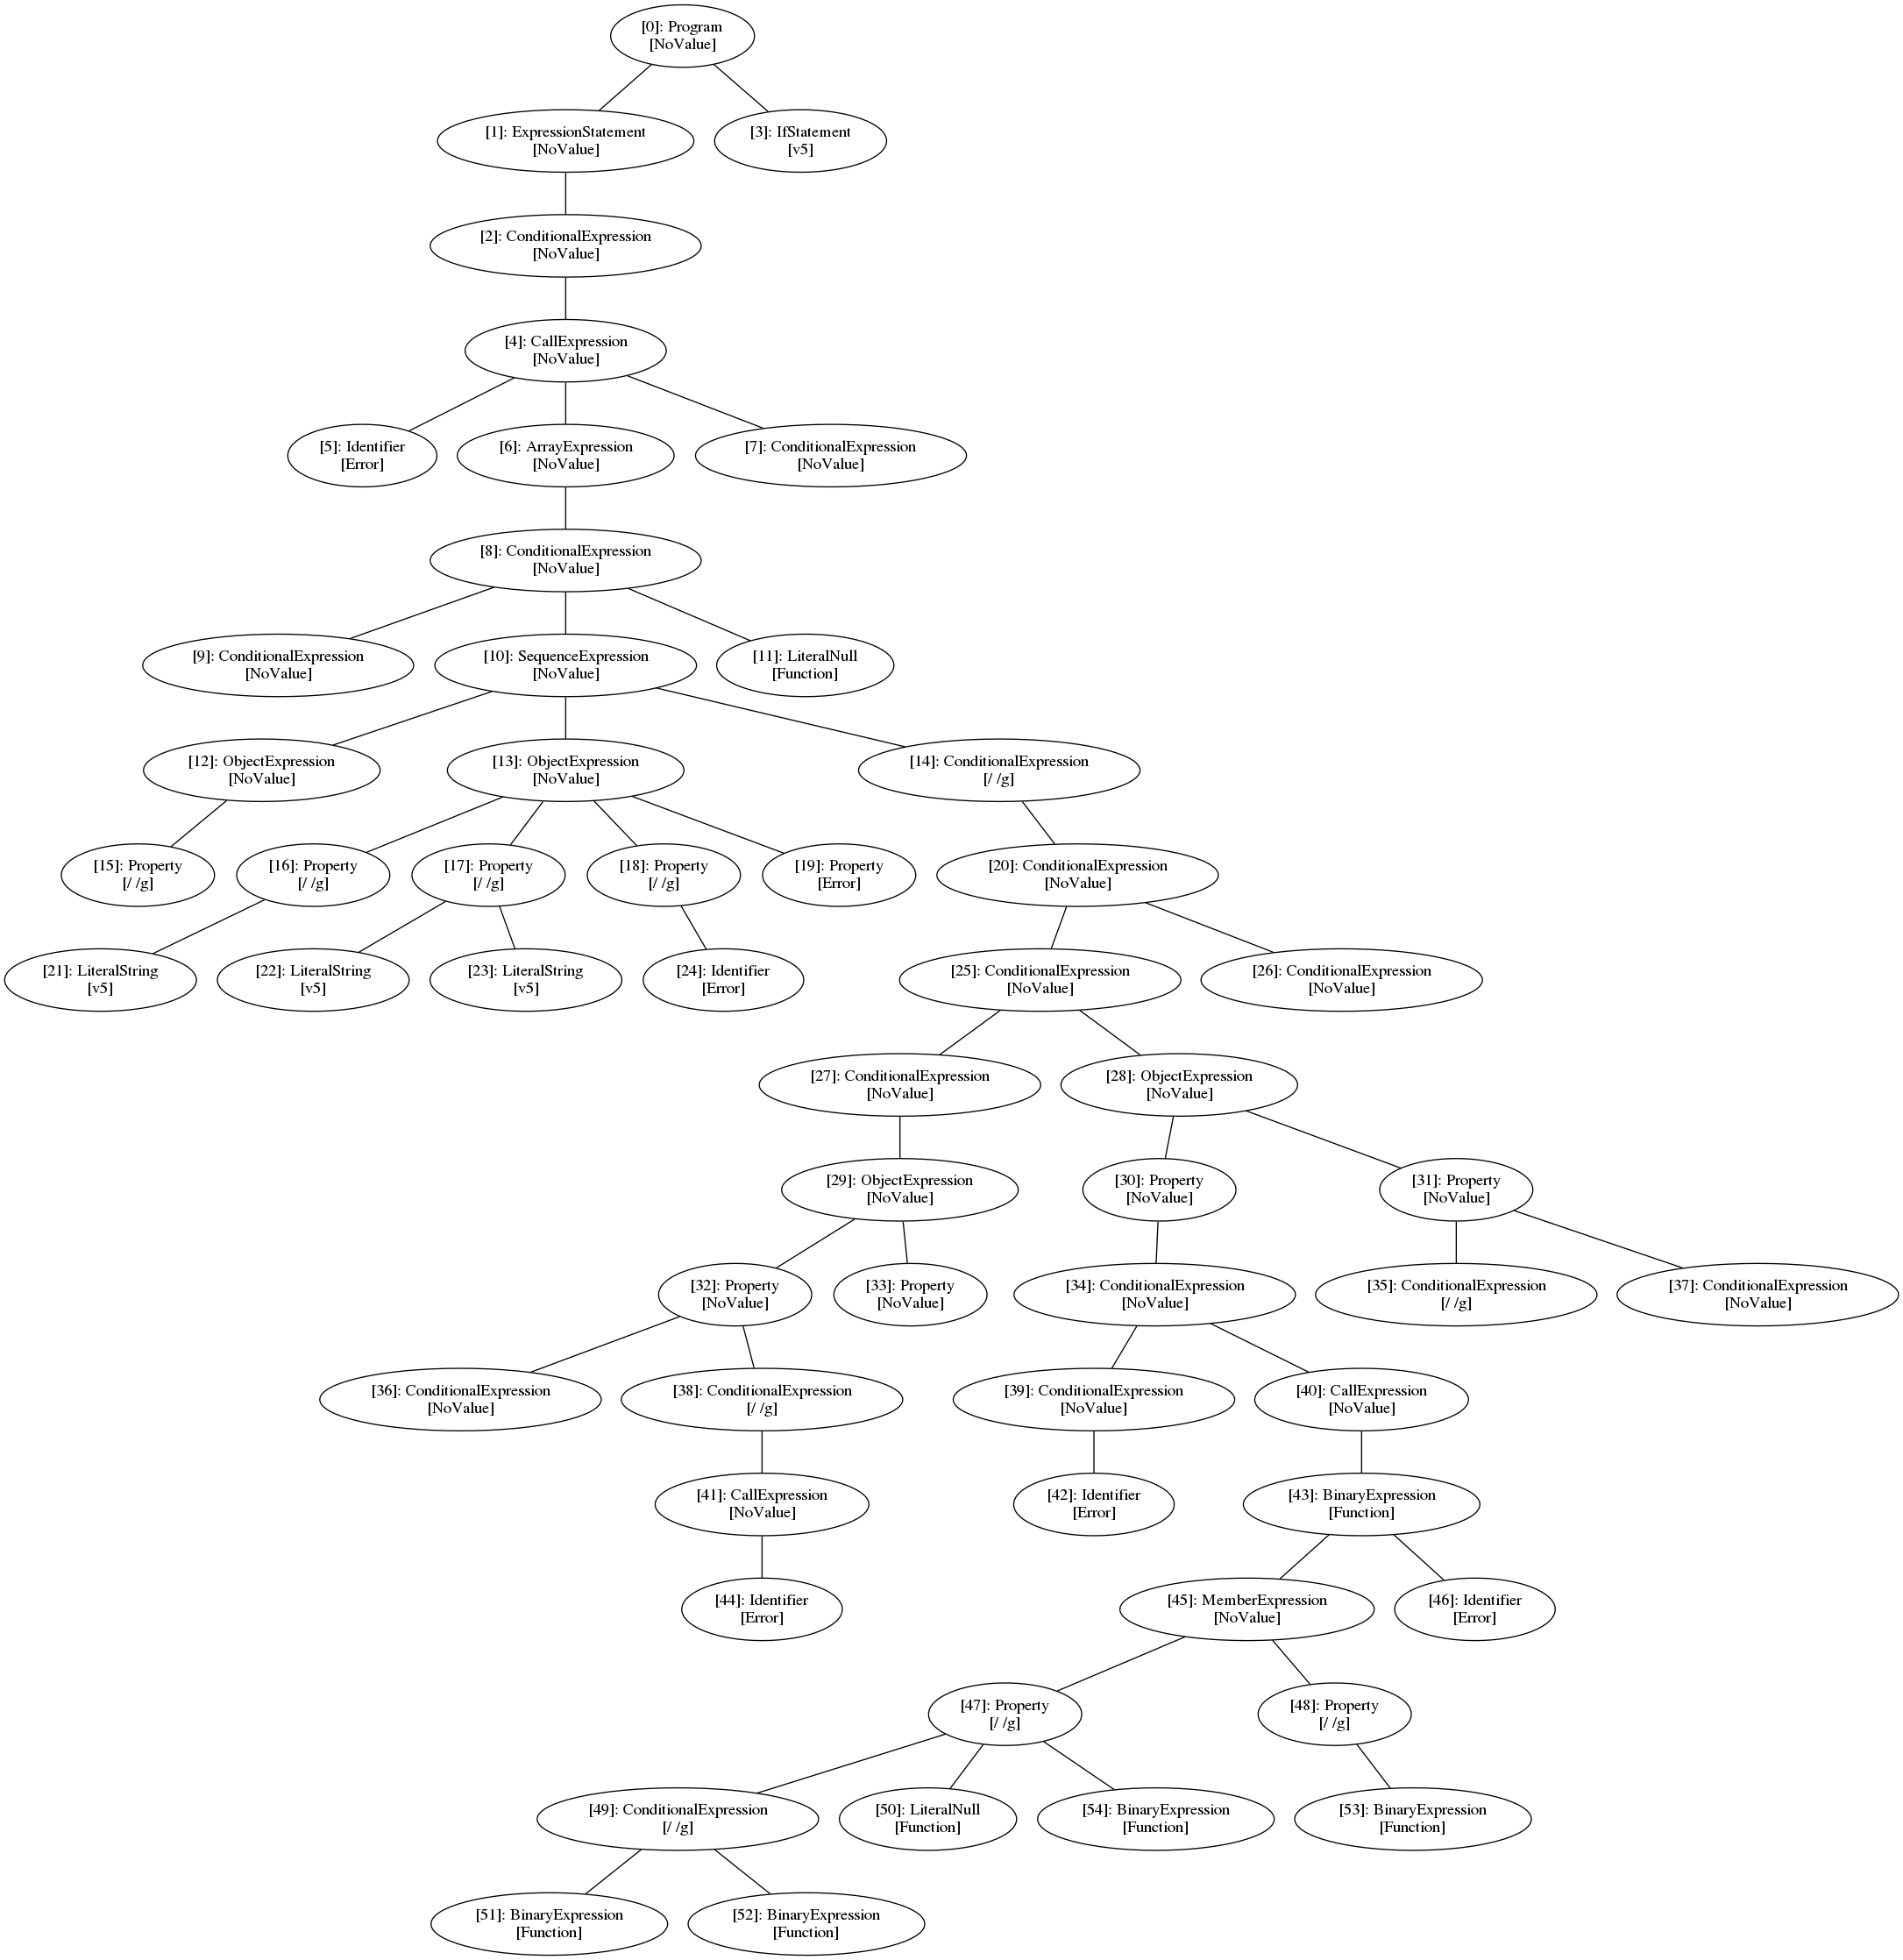 [0]: Program
[NoValue]
[1]: ExpressionStatement
[NoValue]
[3]: IfStatement
[v5]
[2]: ConditionalExpression
[NoValue]
[4]: CallExpression
[NoValue]
[5]: Identifier
[Error]
[6]: ArrayExpression
[NoValue]
[7]: ConditionalExpression
[NoValue]
[8]: ConditionalExpression
[NoValue]
[9]: ConditionalExpression
[NoValue]
[10]: SequenceExpression
[NoValue]
[11]: LiteralNull
[Function]
[12]: ObjectExpression
[NoValue]
[13]: ObjectExpression
[NoValue]
[14]: ConditionalExpression
[/ /g]
[15]: Property
[/ /g]
[16]: Property
[/ /g]
[17]: Property
[/ /g]
[18]: Property
[/ /g]
[19]: Property
[Error]
[20]: ConditionalExpression
[NoValue]
[21]: LiteralString
[v5]
[22]: LiteralString
[v5]
[23]: LiteralString
[v5]
[24]: Identifier
[Error]
[25]: ConditionalExpression
[NoValue]
[26]: ConditionalExpression
[NoValue]
[27]: ConditionalExpression
[NoValue]
[28]: ObjectExpression
[NoValue]
[29]: ObjectExpression
[NoValue]
[30]: Property
[NoValue]
[31]: Property
[NoValue]
[32]: Property
[NoValue]
[33]: Property
[NoValue]
[34]: ConditionalExpression
[NoValue]
[35]: ConditionalExpression
[/ /g]
[37]: ConditionalExpression
[NoValue]
[36]: ConditionalExpression
[NoValue]
[38]: ConditionalExpression
[/ /g]
[39]: ConditionalExpression
[NoValue]
[40]: CallExpression
[NoValue]
[41]: CallExpression
[NoValue]
[42]: Identifier
[Error]
[43]: BinaryExpression
[Function]
[44]: Identifier
[Error]
[45]: MemberExpression
[NoValue]
[46]: Identifier
[Error]
[47]: Property
[/ /g]
[48]: Property
[/ /g]
[49]: ConditionalExpression
[/ /g]
[50]: LiteralNull
[Function]
[54]: BinaryExpression
[Function]
[53]: BinaryExpression
[Function]
[51]: BinaryExpression
[Function]
[52]: BinaryExpression
[Function]